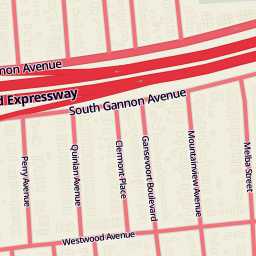 non Avenue
d Expressway
South Gannon Avenue
Perry Avenue
Quinlan Avenue
Clermont Place
Gansevoort Boulevard
Mountainview Avenue
Melba Street
Westwood Avenue